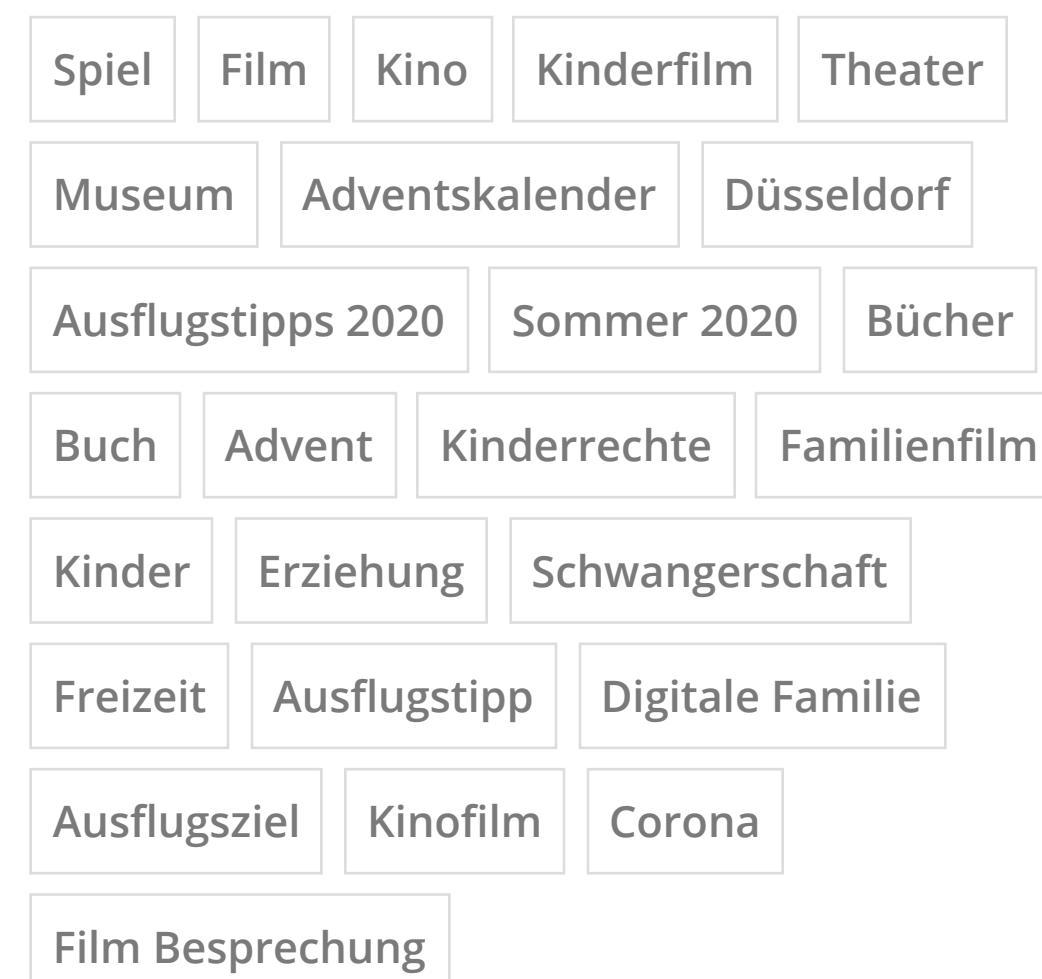 Spiel Film Kino Kinderfilm Theater
Museum Adventskalender Düsseldorf
Ausflugstipps 2020 Sommer 2020 Bücher
Buch Advent Kinderrechte Familienfilm
Kinder Erziehung Schwangerschaft
Freizeit Ausflugstipp Digitale Familie
Ausflugsziel Kinofilm Corona
Film Besprechung